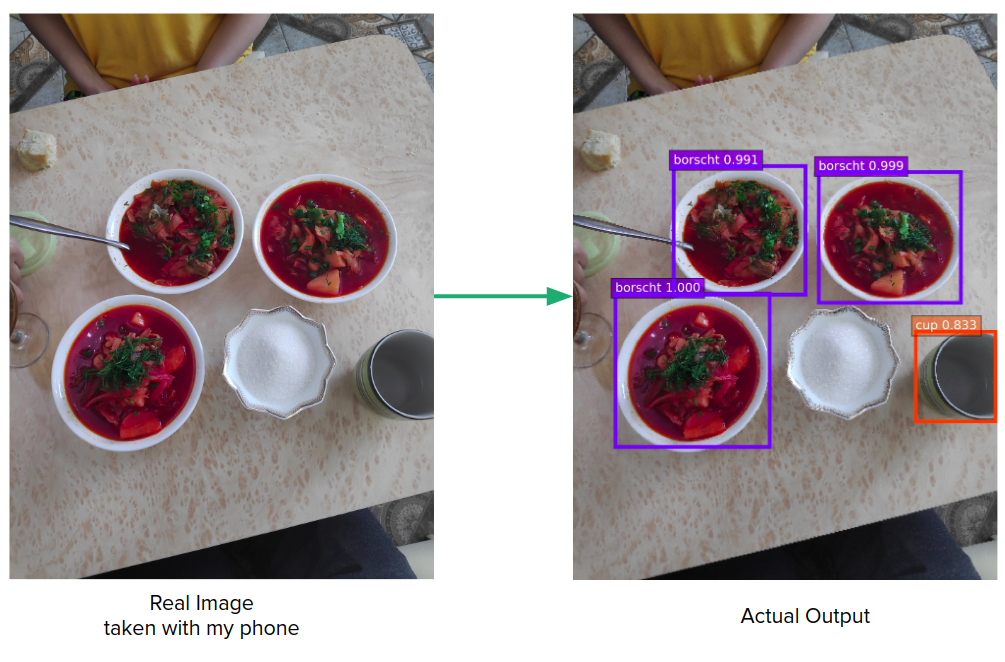 borscht 0.991
borscht 0.999
borscht 1.000
cup 0.833
Real Image
taken with my phone
Actual Output